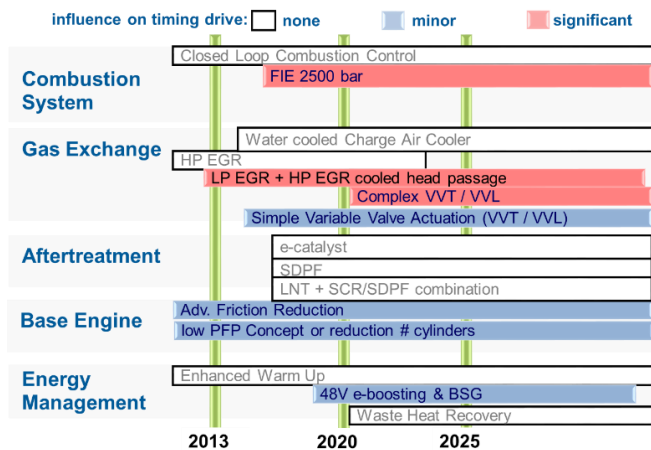 influence on timing drive: none minor significant
Combustion System
Closed Loop Combustion Control
FIE 2500 bar
Gas Exchange
Water cooled Charge Air Cooler
HP EGR
LP EGR + HP EGR cooled head passage
Complex VVT / VVL
Simple Variable Valve Actuation (VVT / VVL)
Aftertreatment
e-catalyst
SDPF
LNT + SCR/SDPF combination
Base Engine
Adv. Friction Reduction
low PFP Concept or reduction # cylinders
Energy Management
Enhanced Warm Up
48V e-boosting & BSG
Waste Heat Recovery
2013 2020 2025